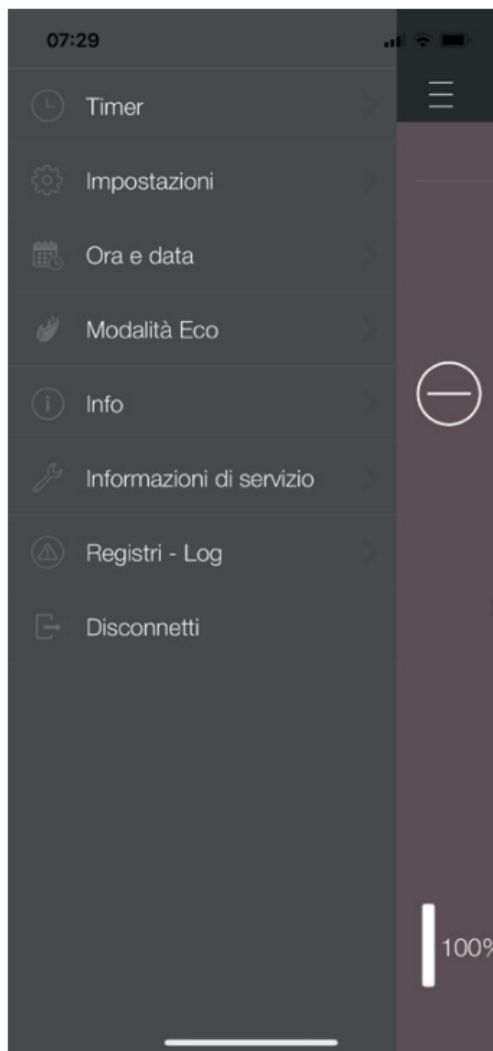 07:29
Timer
Impostazioni
Ora e data
Modalità Eco
Info
Informazioni di servizio
Registri - Log
Disconnetti
100%